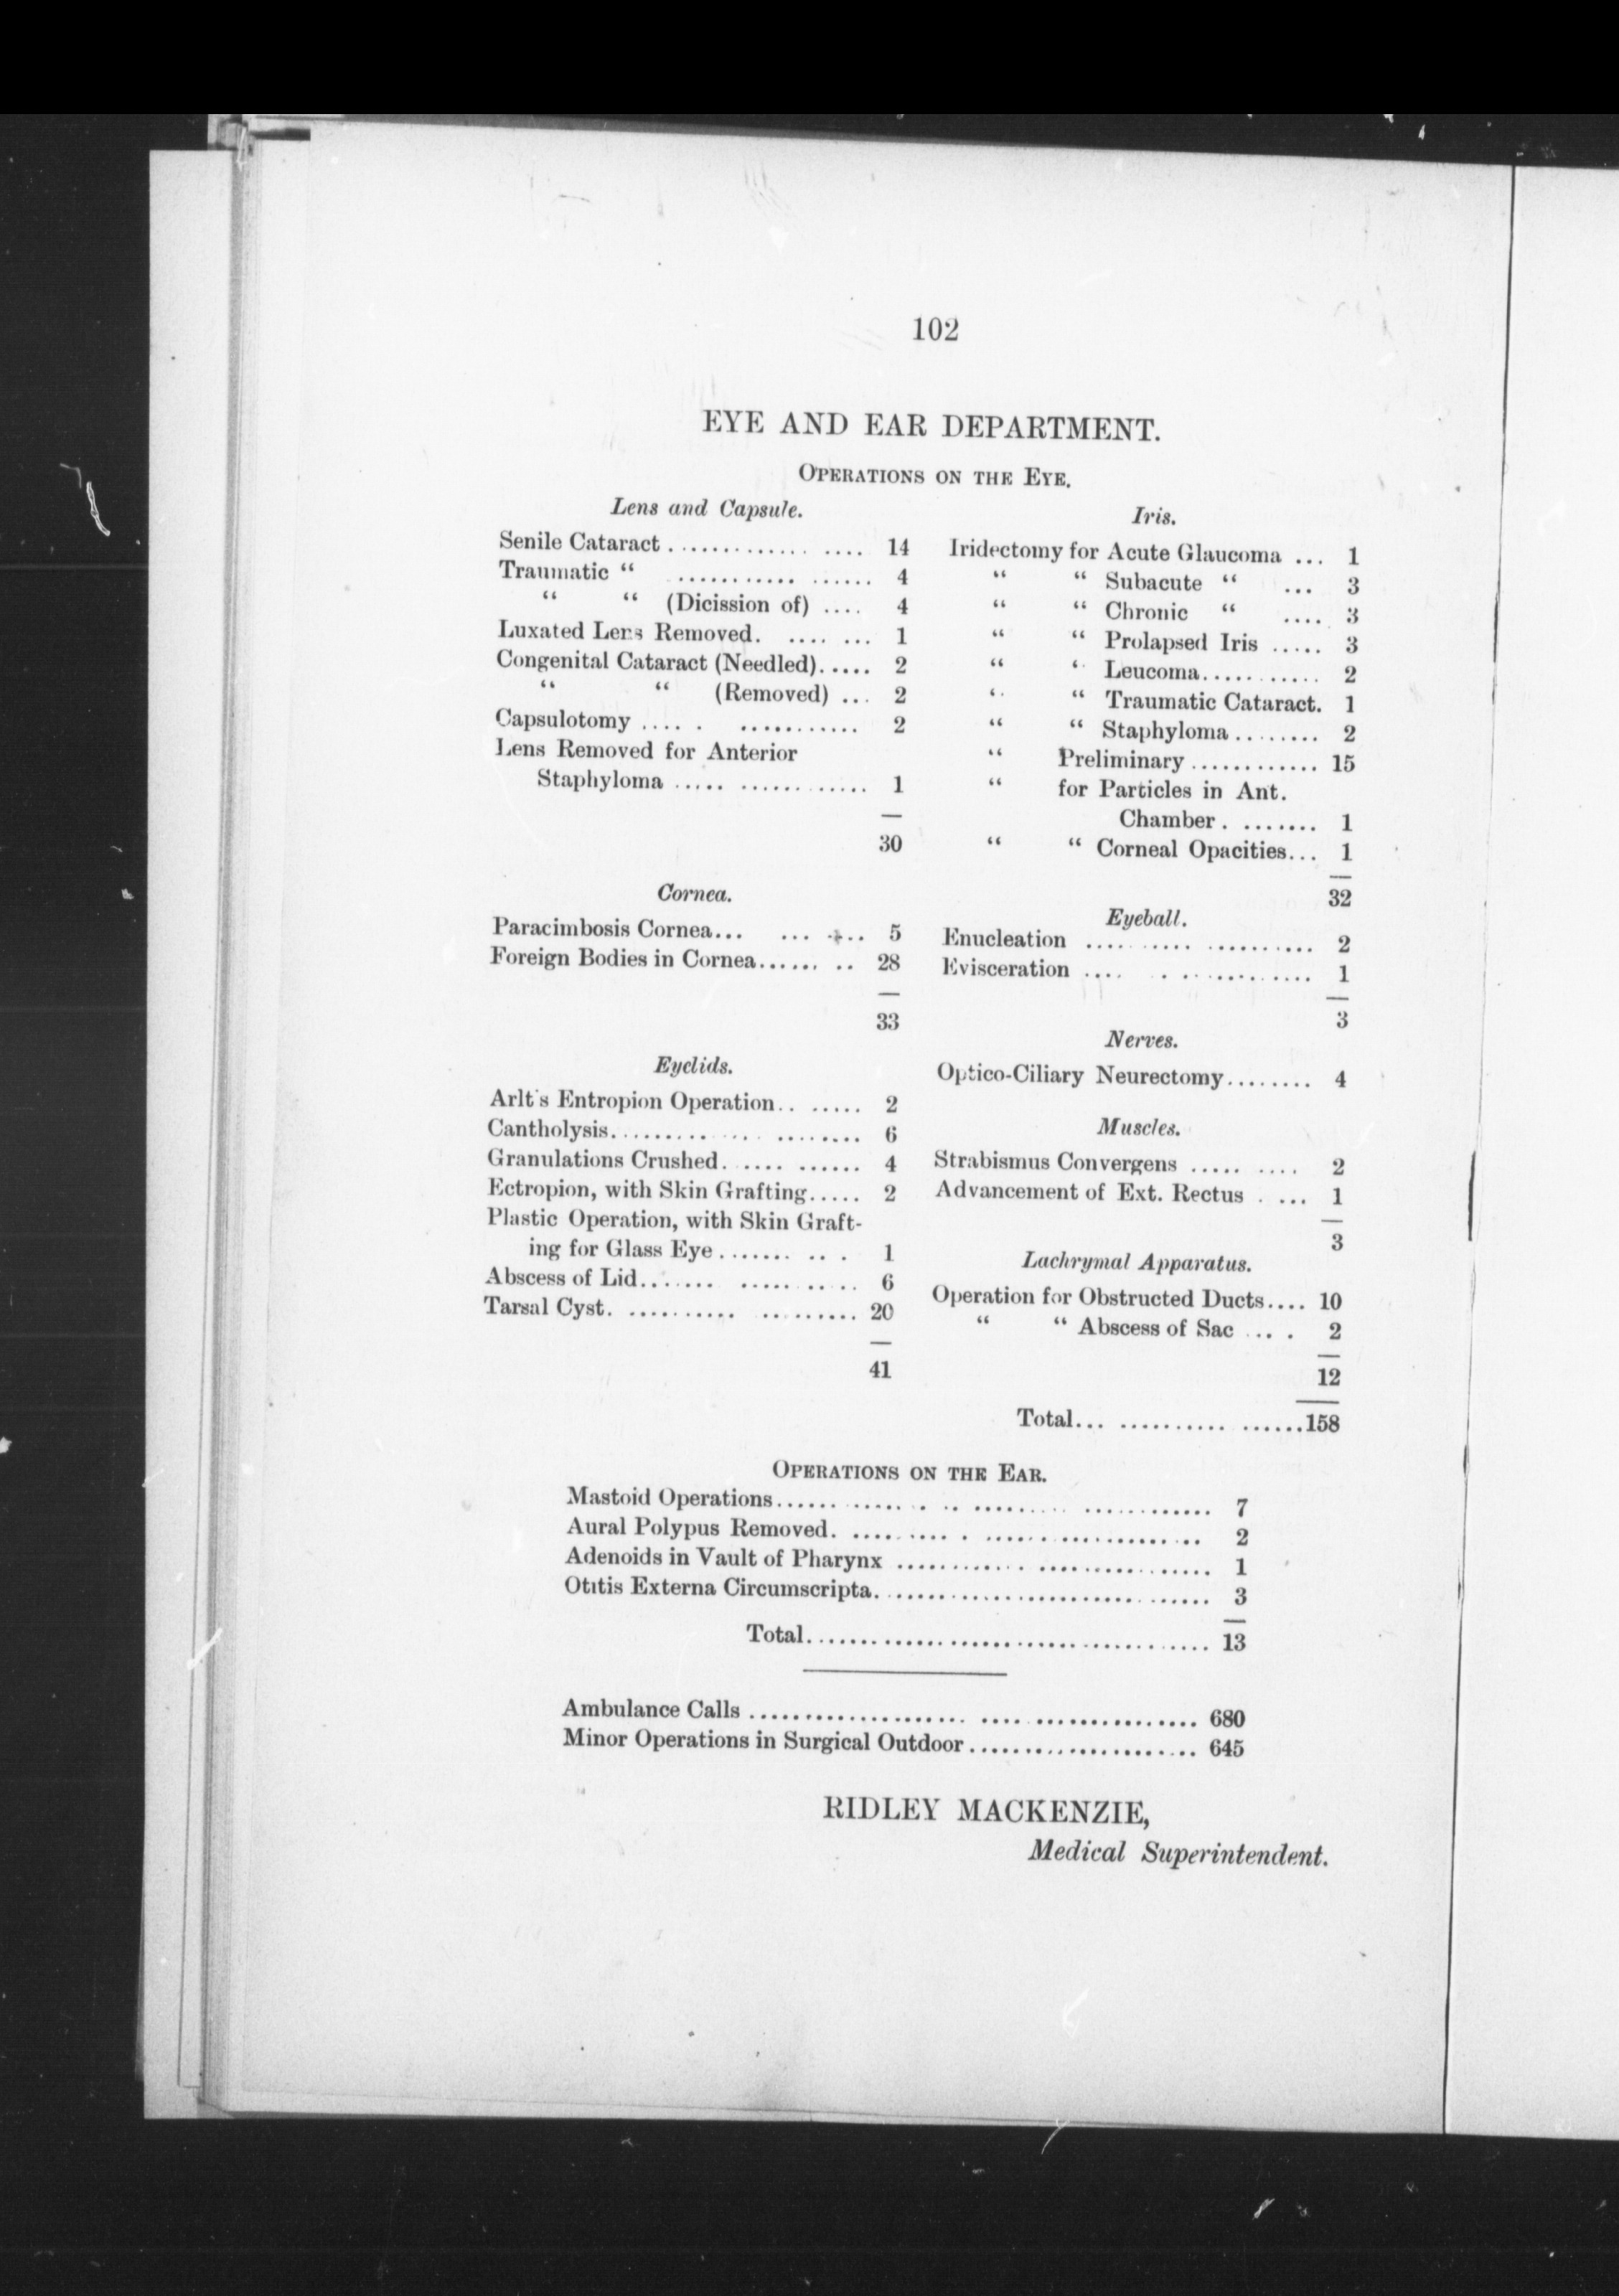 102
EYE AND EAR DEPARTMENT.
OPERATIONS ON THE EYE.
Lens and Capsule.
Senile Cataract ............. .... 14
Traumatic “ ........... ...... 4
“ “ (Dicission of) .... 4
Luxated Lens Removed. .... ... 1
Congenital Cataract (Needled)..... 2
“ “ (Removed) ... 2
Capsulotomy .... . ........... 2
Lens Removed for Anterior
Staphyloma ..... ............ 1
30
Cornea.
Paracimbosis Cornea... ... .... 5
Foreign Bodies in Cornea...... .. 28
33
Eyelids.
Arlt's Entropion Operation.. ..... 2
Cantholysis.............. ........ 6
Granulations Crushed. .... ...... 4
Ectropion, with Skin Grafting..... 2
Plastic Operation, with Skin Graft-
ing for Glass Eye....... .. . 1
Abscess of Lid....... ..... .. .. 6
Tarsal Cyst. .......... ......... 20
41
Iris.
Iridectomy for Acute Glaucoma ... 1
“ “ Subacute “ ... 3
“ “ Chronic “ .... 3
“ “ Prolapsed Iris ..... 3
“ “ Leucoma........... 2
“ “ Traumatic Cataract. 1
“ “ Staphyloma........ 2
“ Preliminary............ 15
“ for Particles in Ant.
Chamber. ....... 1
“ “ Corneal Opacities... 1
32
Eyeball.
Enucleation .......... .......... 2
Evisceration .... . ............ 1
3
Nerves.
Optico-Ciliary Neurectomy........ 4
Muscles.
Strabismus Convergens ..... .... 2
Advancement of Ext. Rectus . ... 1
3
Lachrymal Apparatus.
Operation for Obstructed Ducts.... 10
“ “ Abscess of Sac ... . 2
12
Total... .......... ......158
OPERATIONS ON THE EAR.
Mastoid Operations...... ...... . .. ......... ............ 7
Aural Polypus Removed. ......... . .................... 2
Adenoids in Vault of Pharynx ............ ................ 1
Otitis Externa Circumscripta........................... ...... 3
Total..................................... 13
Ambulance Calls .................... .... ............... 680
Minor Operations in Surgical Outdoor..................... 645
RIDLEY MACKENZIE,
Medical Superintendent.